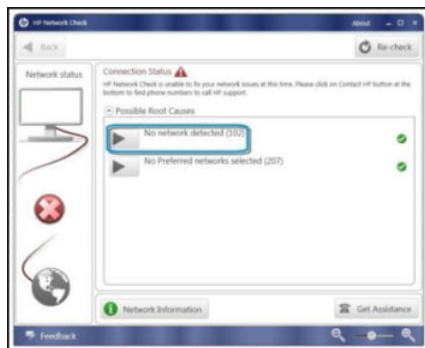 HP Network Check
About
Back
Re-check
Network status
Connection Status
HP Network Check is unable to fix your network issues at this time. Please click on Contact HP button at the
bottom to find phone numbers to call HP support.
Possible Root Causes
No network detected (102)
No Preferred networks selected (207)
Network Information
Get Assistance
Feedback